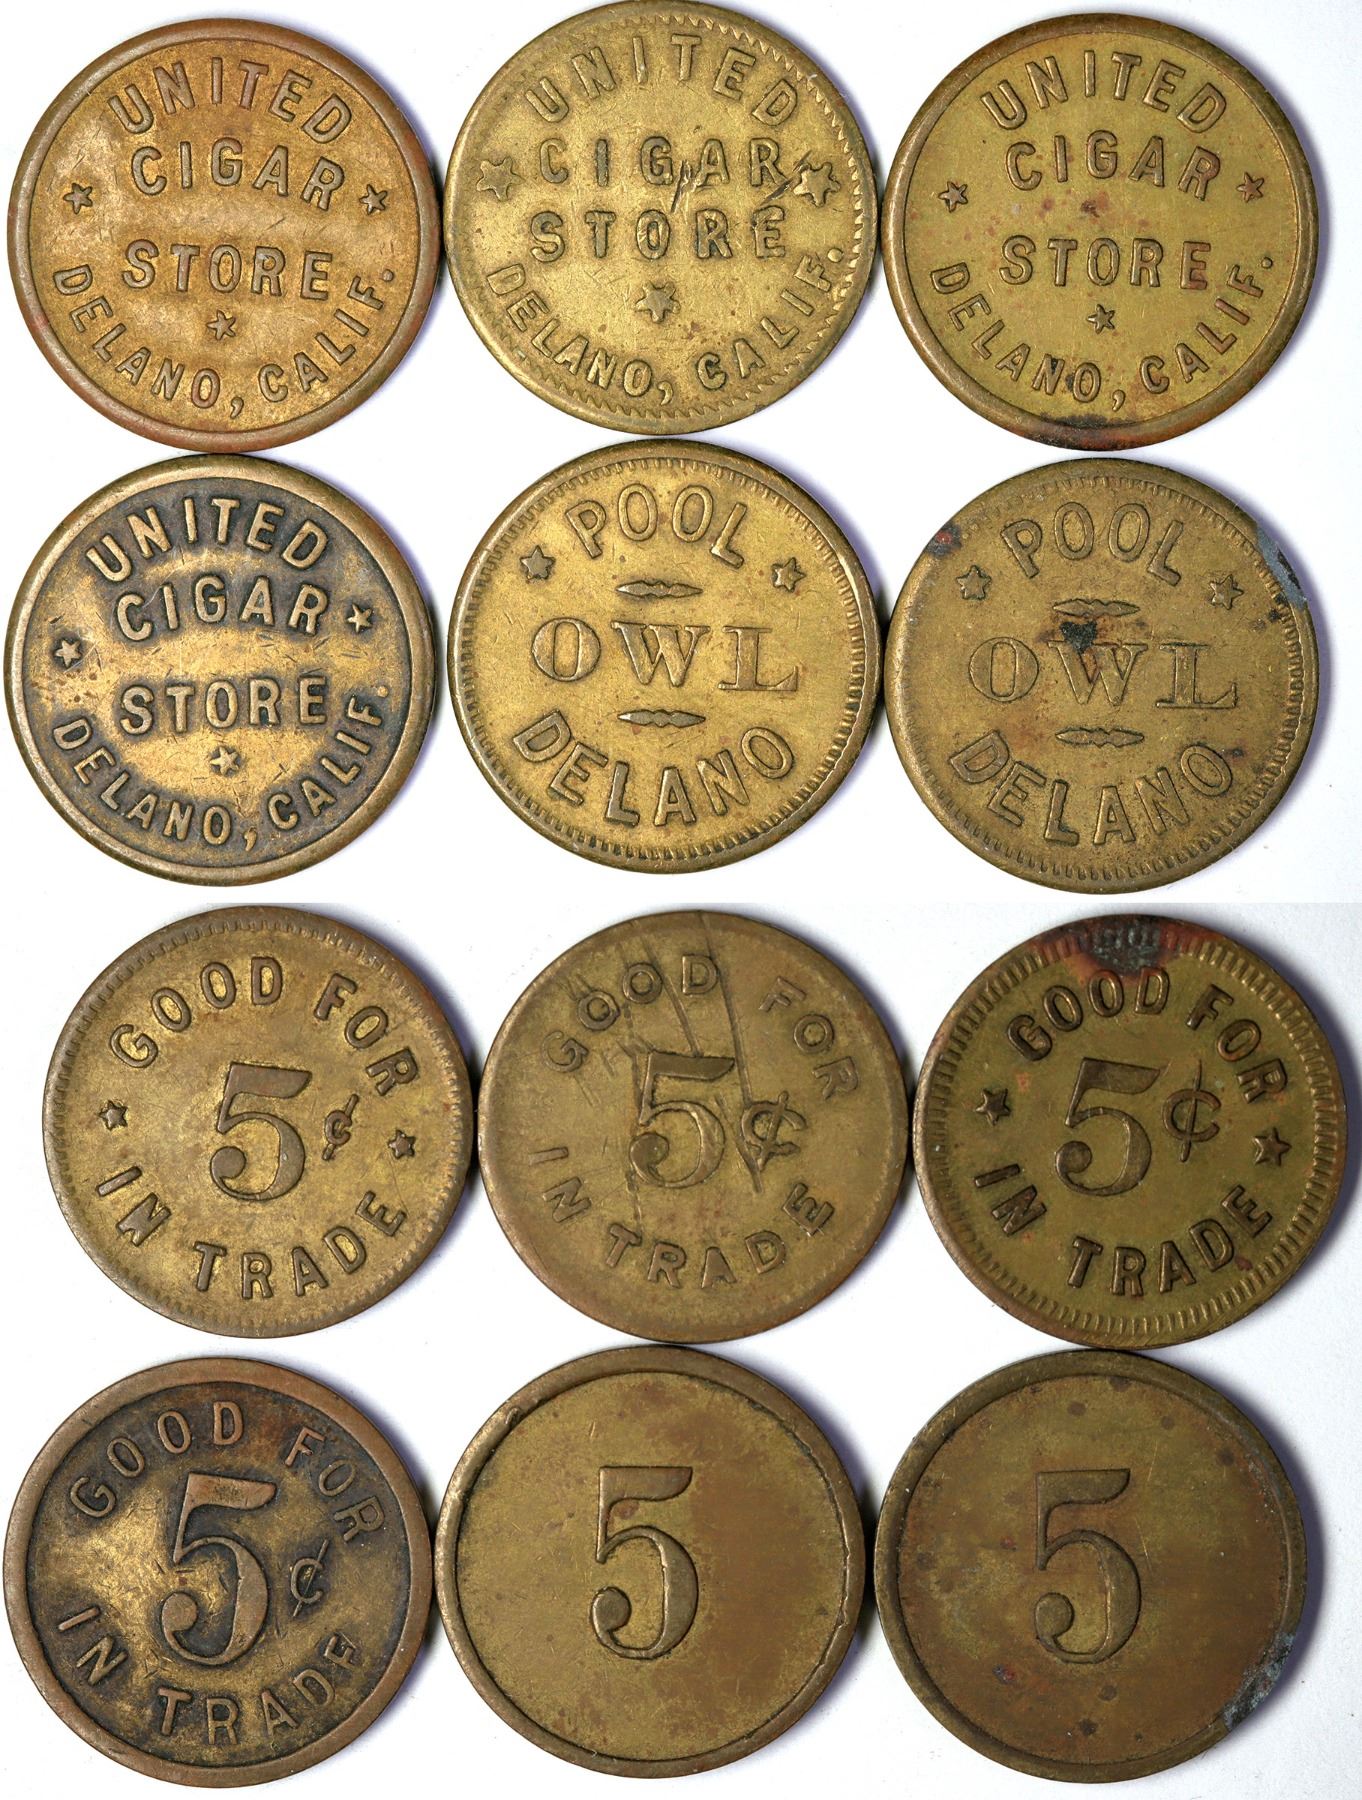 UNITED
CIGAR
STORE
DELANO, CALIF.
UNITED
CIGAR
STORE
DELANO, CALIF.
UNITED
CIGAR
STORE
DELANO, CALIF.
UNITED
CIGAR
STORE
DELANO, CALIF.
POOL
OWL
DELANO
POOL
OWL
DELANO
GOOD FOR
5¢
IN TRADE
GOOD FOR
5¢
IN TRADE
GOOD FOR
5¢
IN TRADE
GOOD FOR
5¢
IN TRADE
5
5